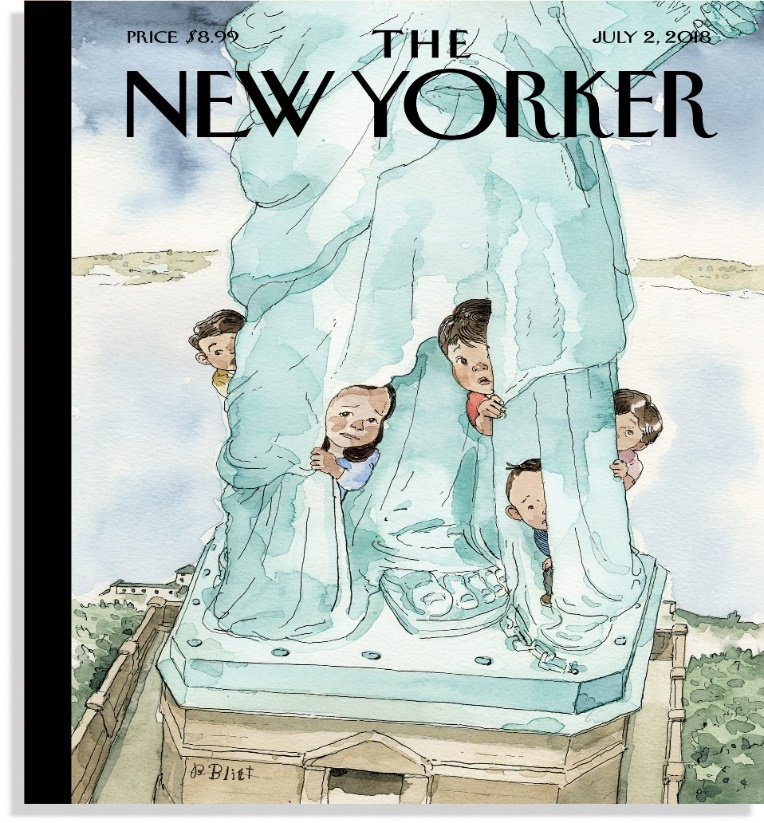 PRICE $8.99
THE
JULY 2, 2018
NEW YORKER
B. Blitt